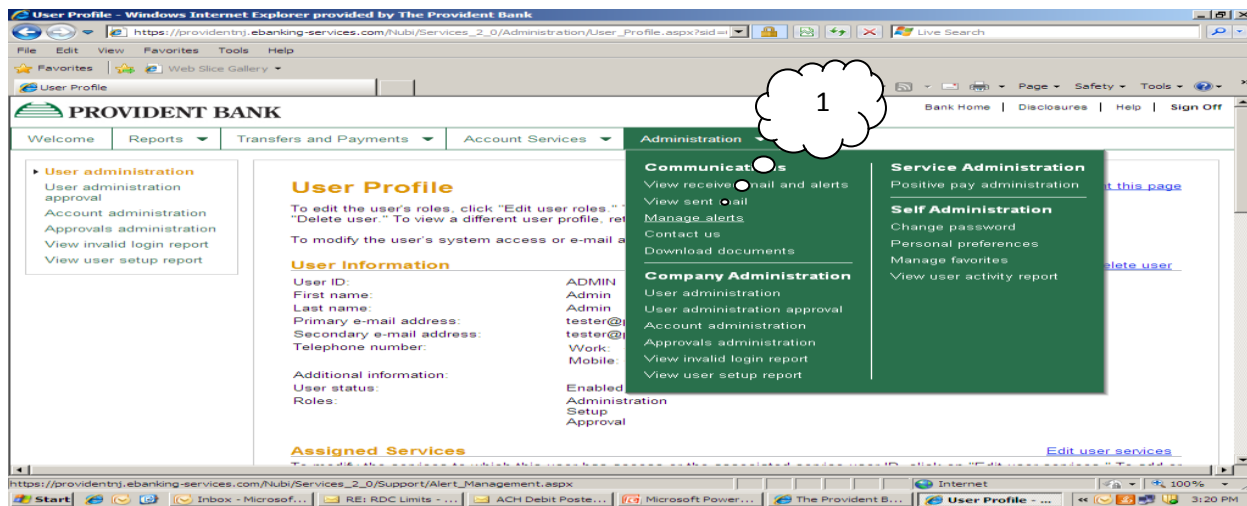 User Profile - Windows Internet Explorer provided by The Provident Bank
https://providentnj.ebanking-services.com/Nubi/Services_2_0/Administration/User_Profile.aspx?sid=
Live Search
File Edit View Favorites Tools Help
Favorites Web Slice Gallery
User Profile
Page Safety Tools
1
PROVIDENT BANK
Bank Home | Disclosures | Help | Sign Off
Welcome Reports Transfers and Payments Account Services Administration
User administration
User administration
approval
Account administration
Approvals administration
View invalid login report
View user setup report
User Profile
t this page
To edit the user's roles, click "Edit user roles."
"Delete user." To view a different user profile,
To modify the user's system access or e-mail a
User Information
elete user
User ID: ADMIN
First name: Admin
Last name: Admin
Primary e-mail address: tester@
Secondary e-mail address: tester@
Telephone number: Work:
Mobile:
Additional information:
User status: Enabled
Roles: Administration
Setup
Approval
Communicat s
View receive mail and alerts
View sent ail
Manage alerts
Contact us
Download documents
Company Administration
User administration
User administration approval
Account administration
Approvals administration
View invalid login report
View user setup report
Service Administration
Positive pay administration
Self Administration
Change password
Personal preferences
Manage favorites
View user activity report
Assigned Services
Edit user services
https://providentnj.ebanking-services.com/Nubi/Services_2_0/Support/Alert_Management.aspx
Internet 100%
Start Inbox - Microsof... RE: RDC Limits - ... ACH Debit Poste... Microsoft Power... The Provident B... User Profile - ... 3:20 PM